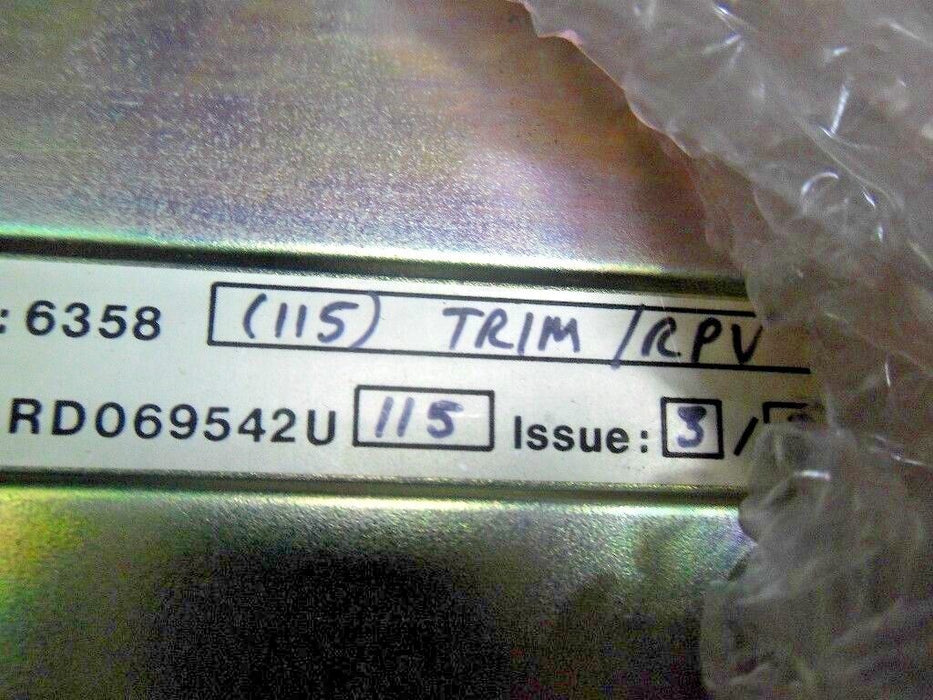 : 6358 (115) TRIM / RPV
RD069542U 115 Issue: 3 /